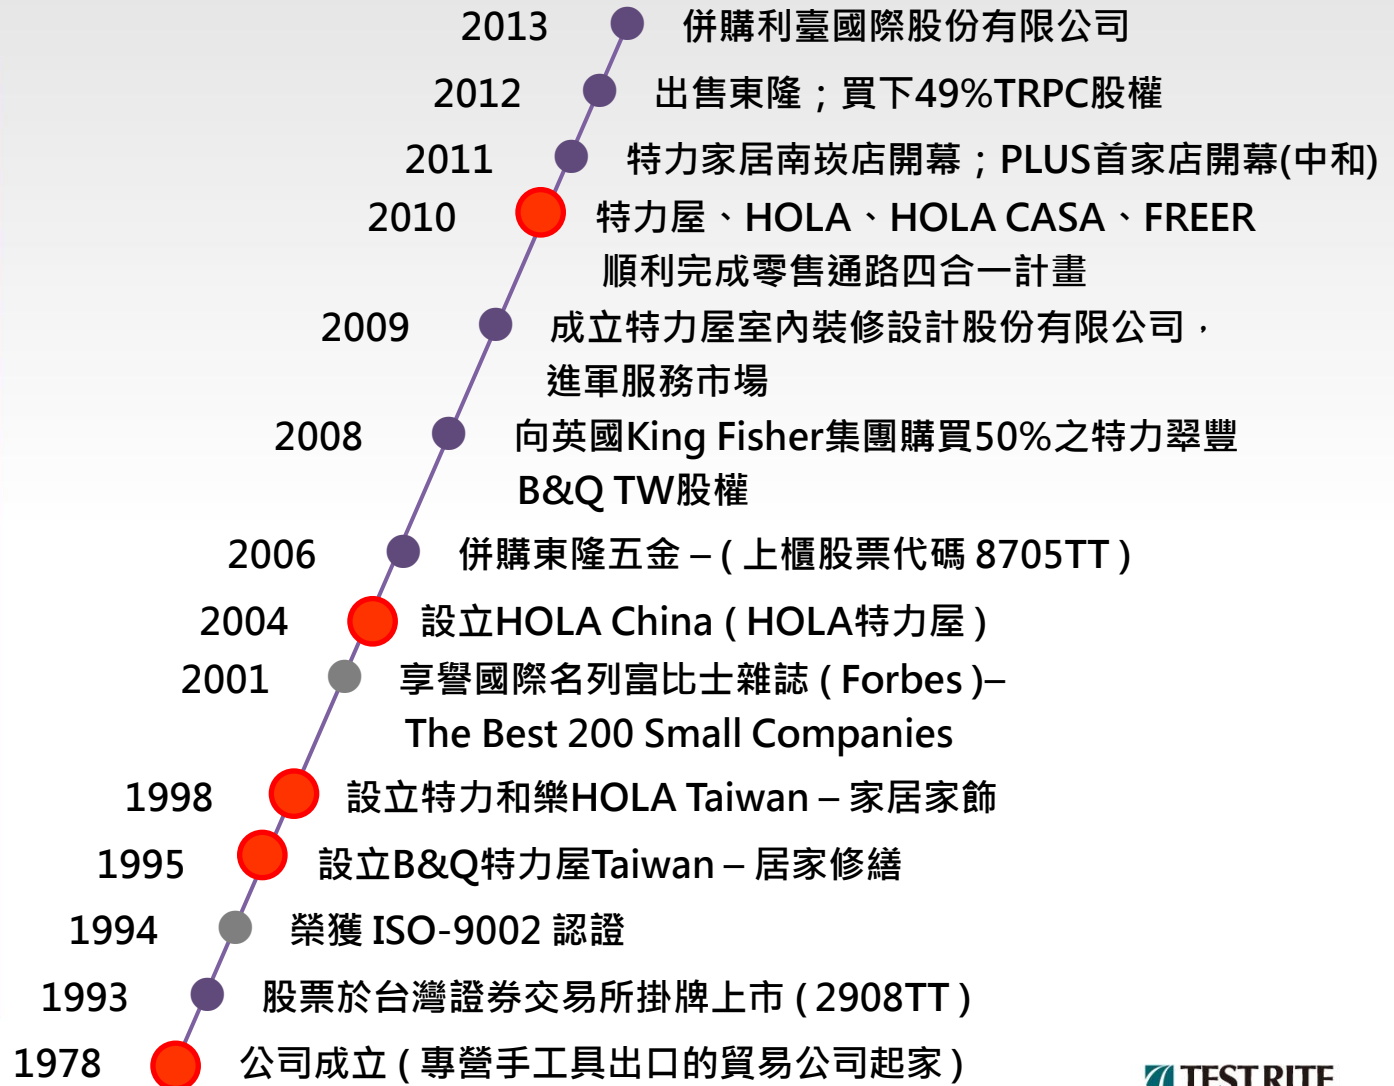 2013 併購利臺國際股份有限公司
2012 出售東隆；買下49%TRPC股權
2011 特力家居南崁店開幕；PLUS首家店開幕(中和)
2010 特力屋、HOLA、HOLA CASA、FREER
順利完成零售通路四合一計畫
2009 成立特力屋室內裝修設計股份有限公司，
進軍服務市場
2008 向英國King Fisher集團購買50%之特力翠豐
B&Q TW股權
2006 併購東隆五金 – ( 上櫃股票代碼 8705TT )
2004 設立HOLA China ( HOLA特力屋 )
2001 享譽國際名列富比士雜誌 ( Forbes )–
The Best 200 Small Companies
1998 設立特力和樂HOLA Taiwan – 家居家飾
1995 設立B&Q特力屋Taiwan – 居家修繕
1994 榮獲 ISO-9002 認證
1993 股票於台灣證券交易所掛牌上市 ( 2908TT )
1978 公司成立 ( 專營手工具出口的貿易公司起家 )
TEST RITE